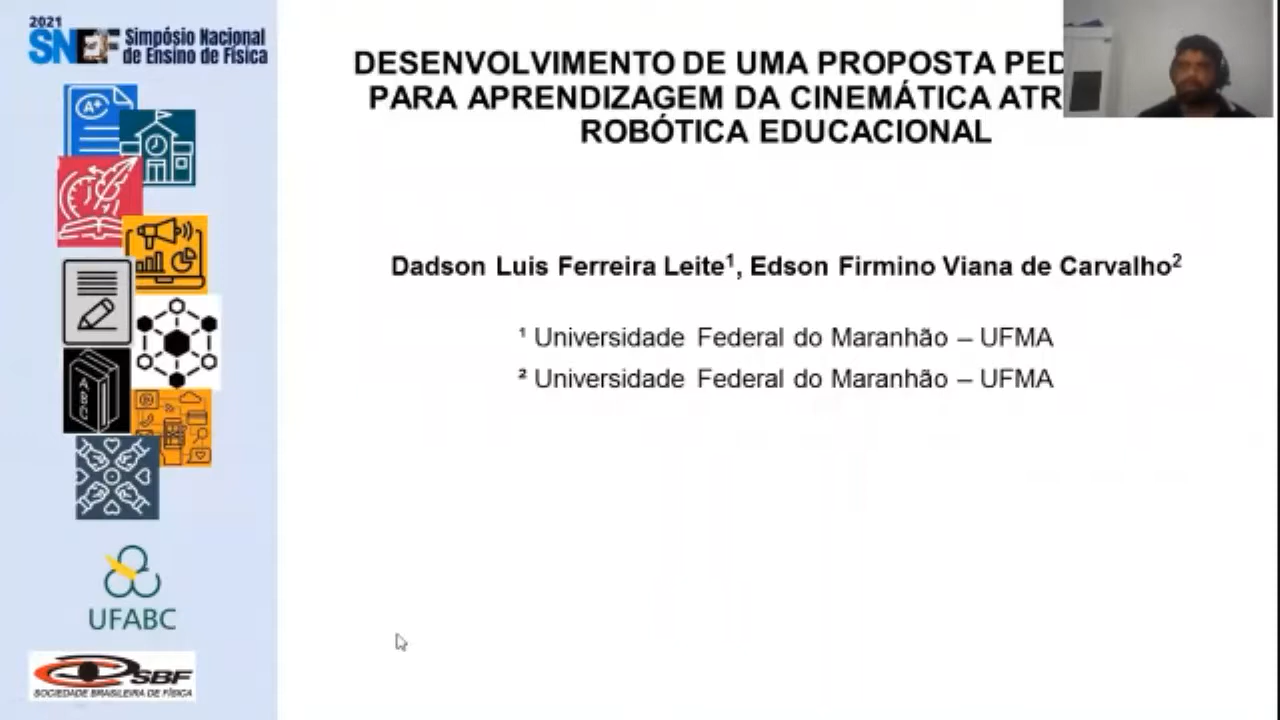 2021
SNEF Simpósio Nacional
de Ensino de Física
DESENVOLVIMENTO DE UMA PROPOSTA PED
PARA APRENDIZAGEM DA CINEMÁTICA ATR
ROBÓTICA EDUCACIONAL
Dadson Luis Ferreira Leite¹, Edson Firmino Viana de Carvalho²
¹ Universidade Federal do Maranhão – UFMA
² Universidade Federal do Maranhão – UFMA
A+
A
B
C
UFABC
SBF
SOCIEDADE BRASILEIRA DE FÍSICA